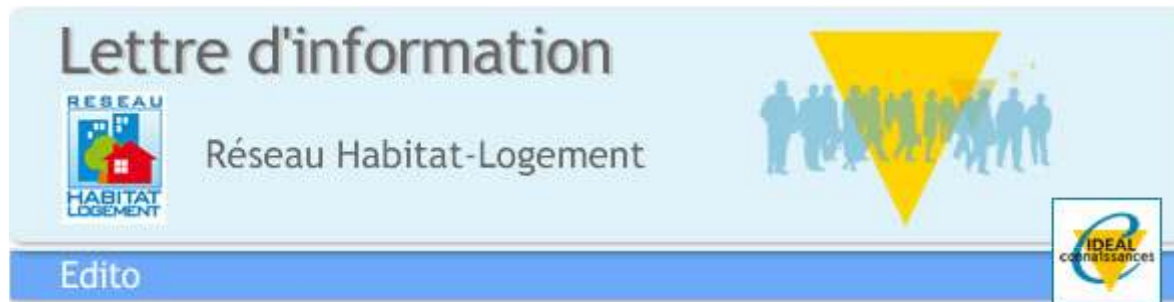 Lettre d'information
RESEAU
HABITAT
LOGEMENT
Réseau Habitat-Logement
IDEAL
connaissances
Edito